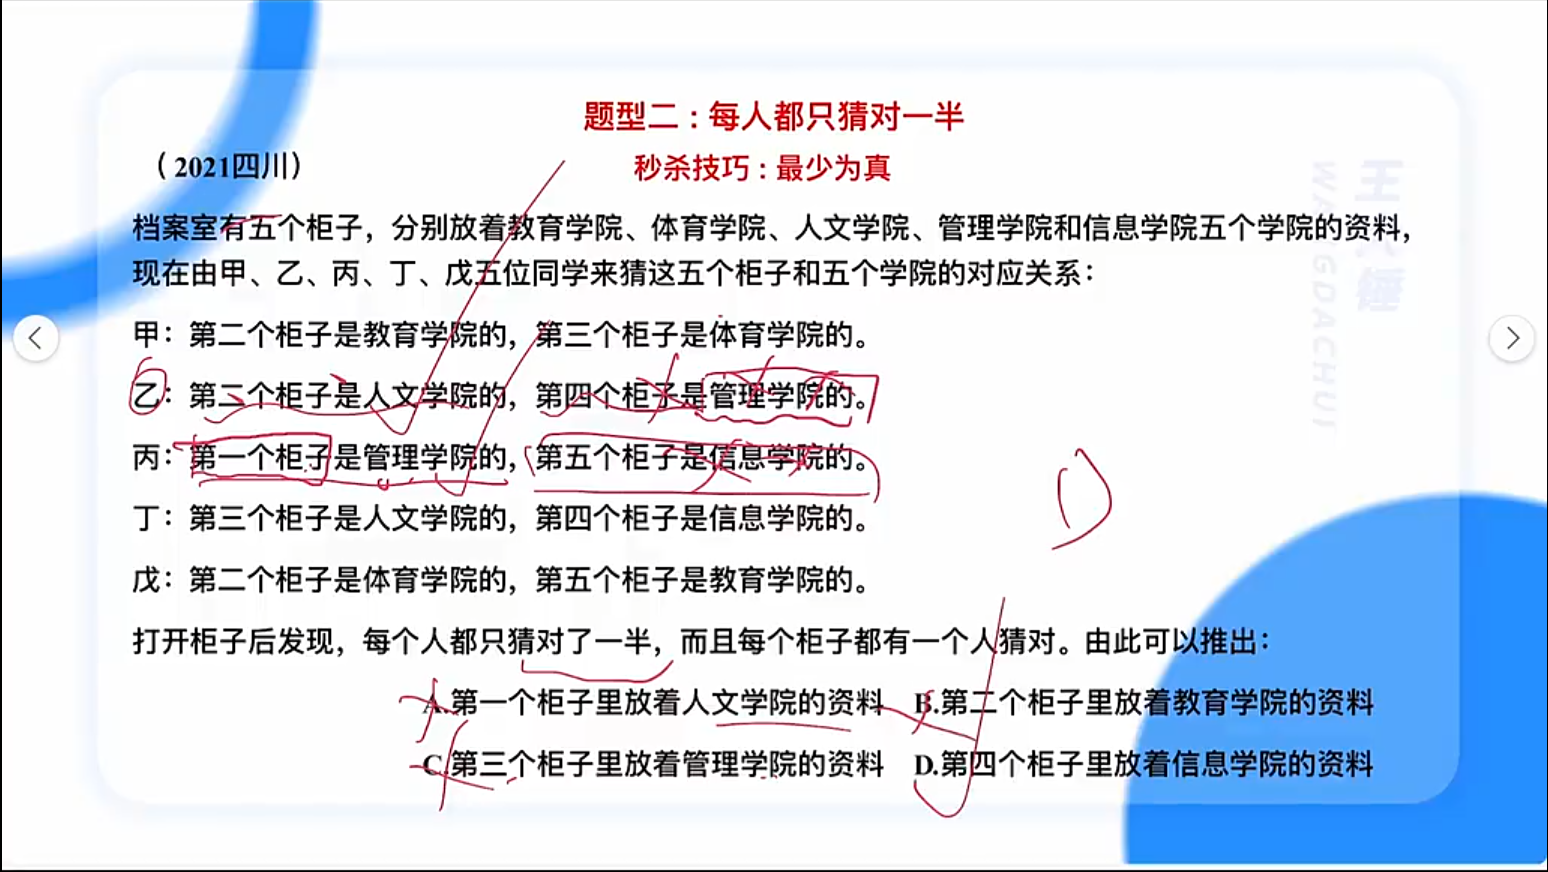 题型二：每人都只猜对一半
（2021四川）
秒杀技巧：最少为真
档案室有五个柜子，分别放着教育学院、体育学院、人文学院、管理学院和信息学院五个学院的资料，
现在由甲、乙、丙、丁、戊五位同学来猜这五个柜子和五个学院的对应关系：
甲：第二个柜子是教育学院的，第三个柜子是体育学院的。
乙：第二个柜子是人文学院的，第四个柜子是管理学院的。
丙：第一个柜子是管理学院的，第五个柜子是信息学院的。
丁：第三个柜子是人文学院的，第四个柜子是信息学院的。
戊：第二个柜子是体育学院的，第五个柜子是教育学院的。
打开柜子后发现，每个人都只猜对了一半，而且每个柜子都有一个人猜对。由此可以推出：
A.第一个柜子里放着人文学院的资料 B.第二个柜子里放着教育学院的资料
C.第三个柜子里放着管理学院的资料 D.第四个柜子里放着信息学院的资料
D
WANGDACHUI
王大锤